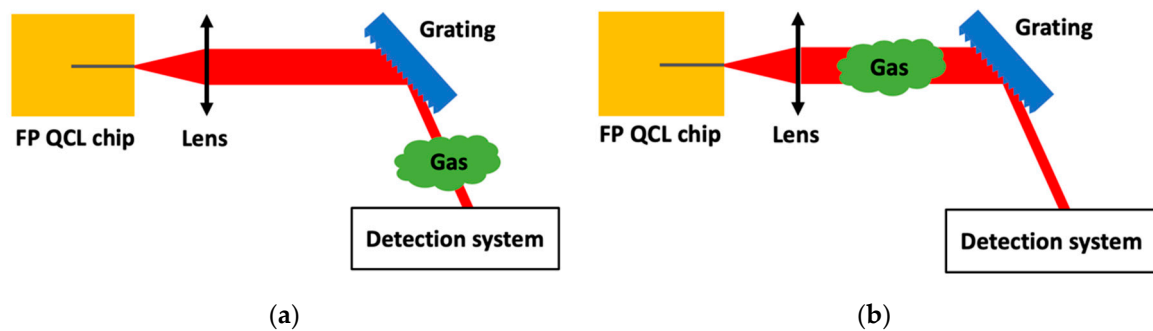 Grating
Gas
FP QCL chip
Lens
Detection system
(a)
Grating
Gas
FP QCL chip
Lens
Detection system
(b)